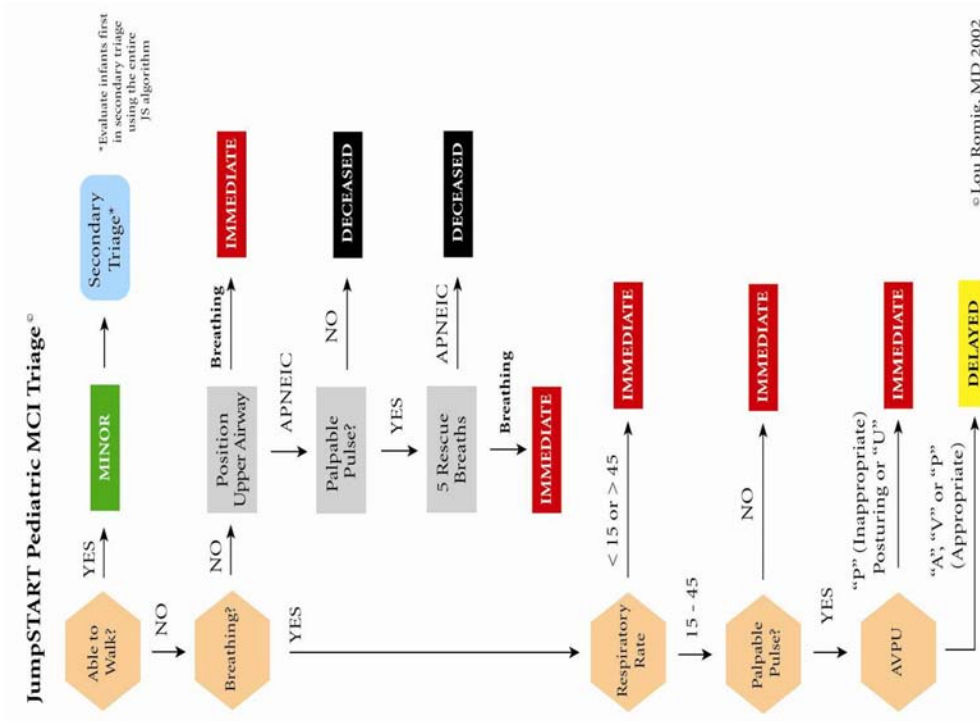 JumpSTART Pediatric MCI Triage©
Able to
Walk?
YES
MINOR
Secondary
Triage*
*Evaluate infants first
in secondary triage
using the entire
JS algorithm
NO
Breathing?
NO
Position
Upper Airway
Breathing
IMMEDIATE
APNEIC
Palpable
Pulse?
NO
DECEASED
YES
5 Rescue
Breaths
APNEIC
DECEASED
Breathing
IMMEDIATE
YES
Respiratory
Rate
< 15 or > 45
IMMEDIATE
15 - 45
Palpable
Pulse?
NO
IMMEDIATE
YES
AVPU
"P" (Inappropriate)
Posturing or "U"
IMMEDIATE
"A", "V" or "P"
(Appropriate)
DELAYED
© Lou Romig, MD 2002